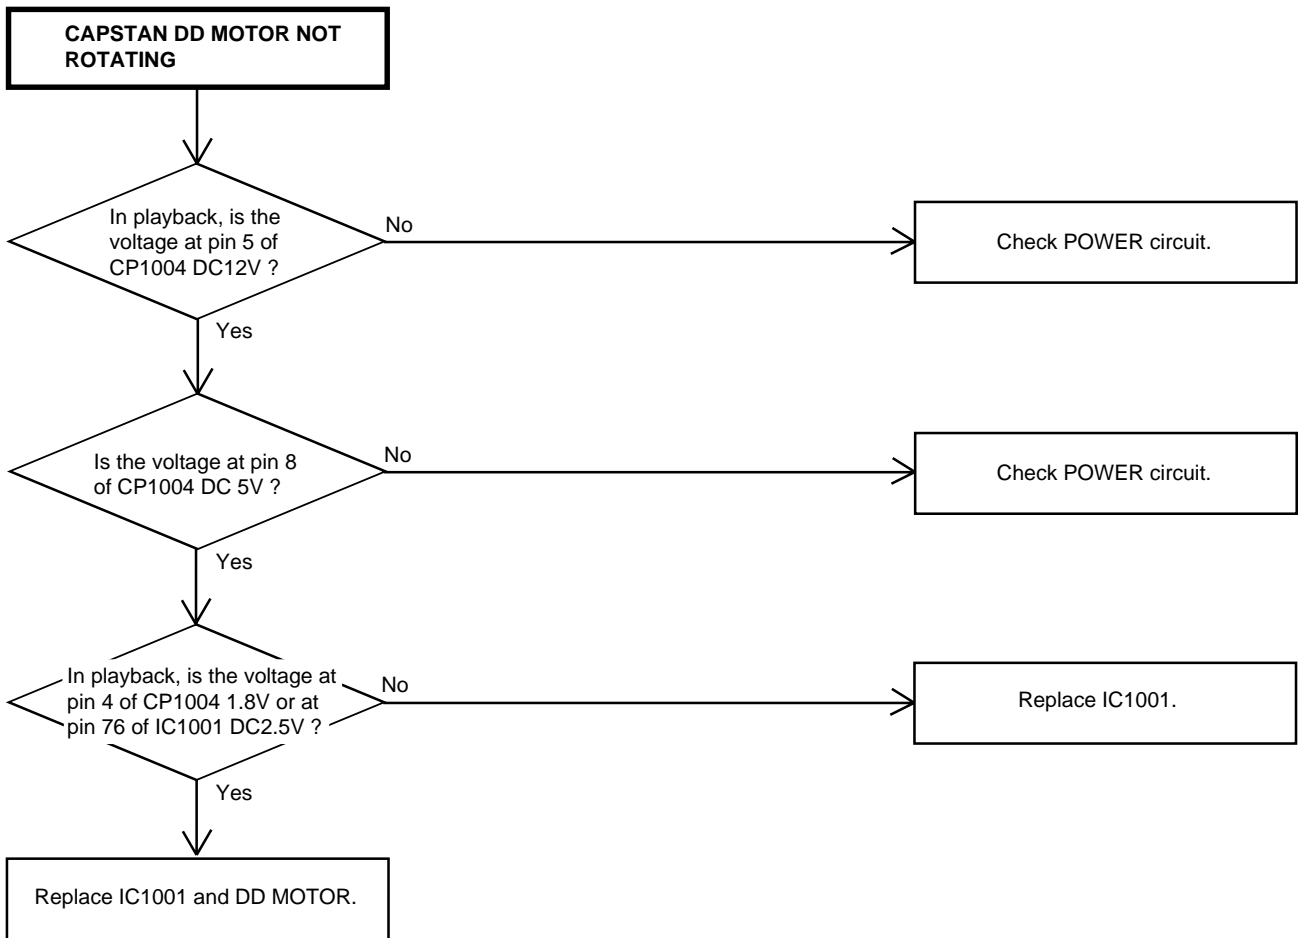 CAPSTAN DD MOTOR NOT
ROTATING
In playback, is the
voltage at pin 5 of
CP1004 DC12V ?
No
Check POWER circuit.
Yes
Is the voltage at pin 8
of CP1004 DC 5V ?
No
Check POWER circuit.
Yes
In playback, is the voltage at
pin 4 of CP1004 1.8V or at
pin 76 of IC1001 DC2.5V ?
No
Replace IC1001.
Yes
Replace IC1001 and DD MOTOR.